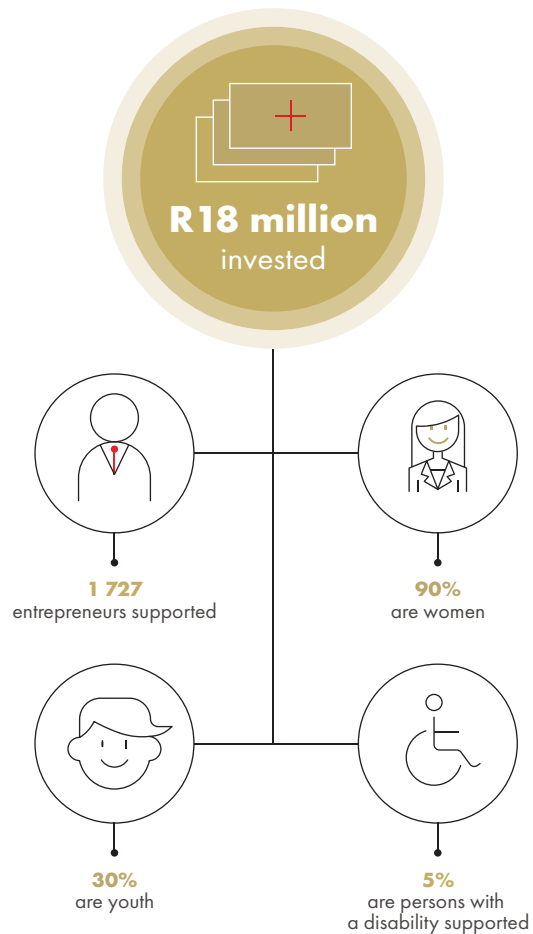 R18 million
invested
1 727
entrepreneurs supported
90%
are women
30%
are youth
5%
are persons with
a disability supported